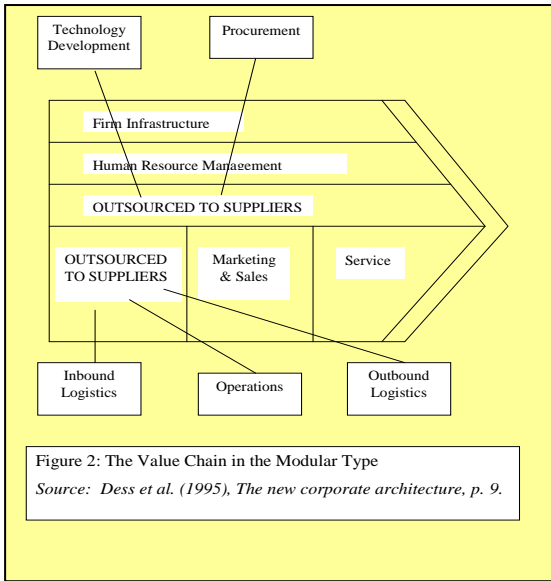 Technology
Development
Procurement
Firm Infrastructure
Human Resource Management
OUTSOURCED TO SUPPLIERS
OUTSOURCED
TO SUPPLIERS
Marketing
& Sales
Service
Inbound
Logistics
Operations
Outbound
Logistics
Figure 2: The Value Chain in the Modular Type
Source: Dess et al. (1995), The new corporate architecture, p. 9.